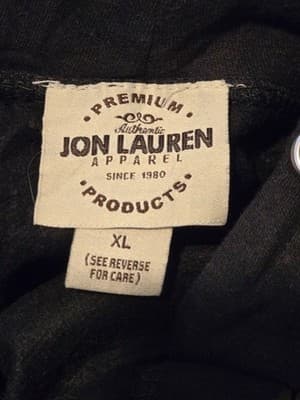 PREMIUM
Authentic
JON LAUREN
APPAREL
SINCE 1980
PRODUCTS
XL
(SEE REVERSE
FOR CARE)